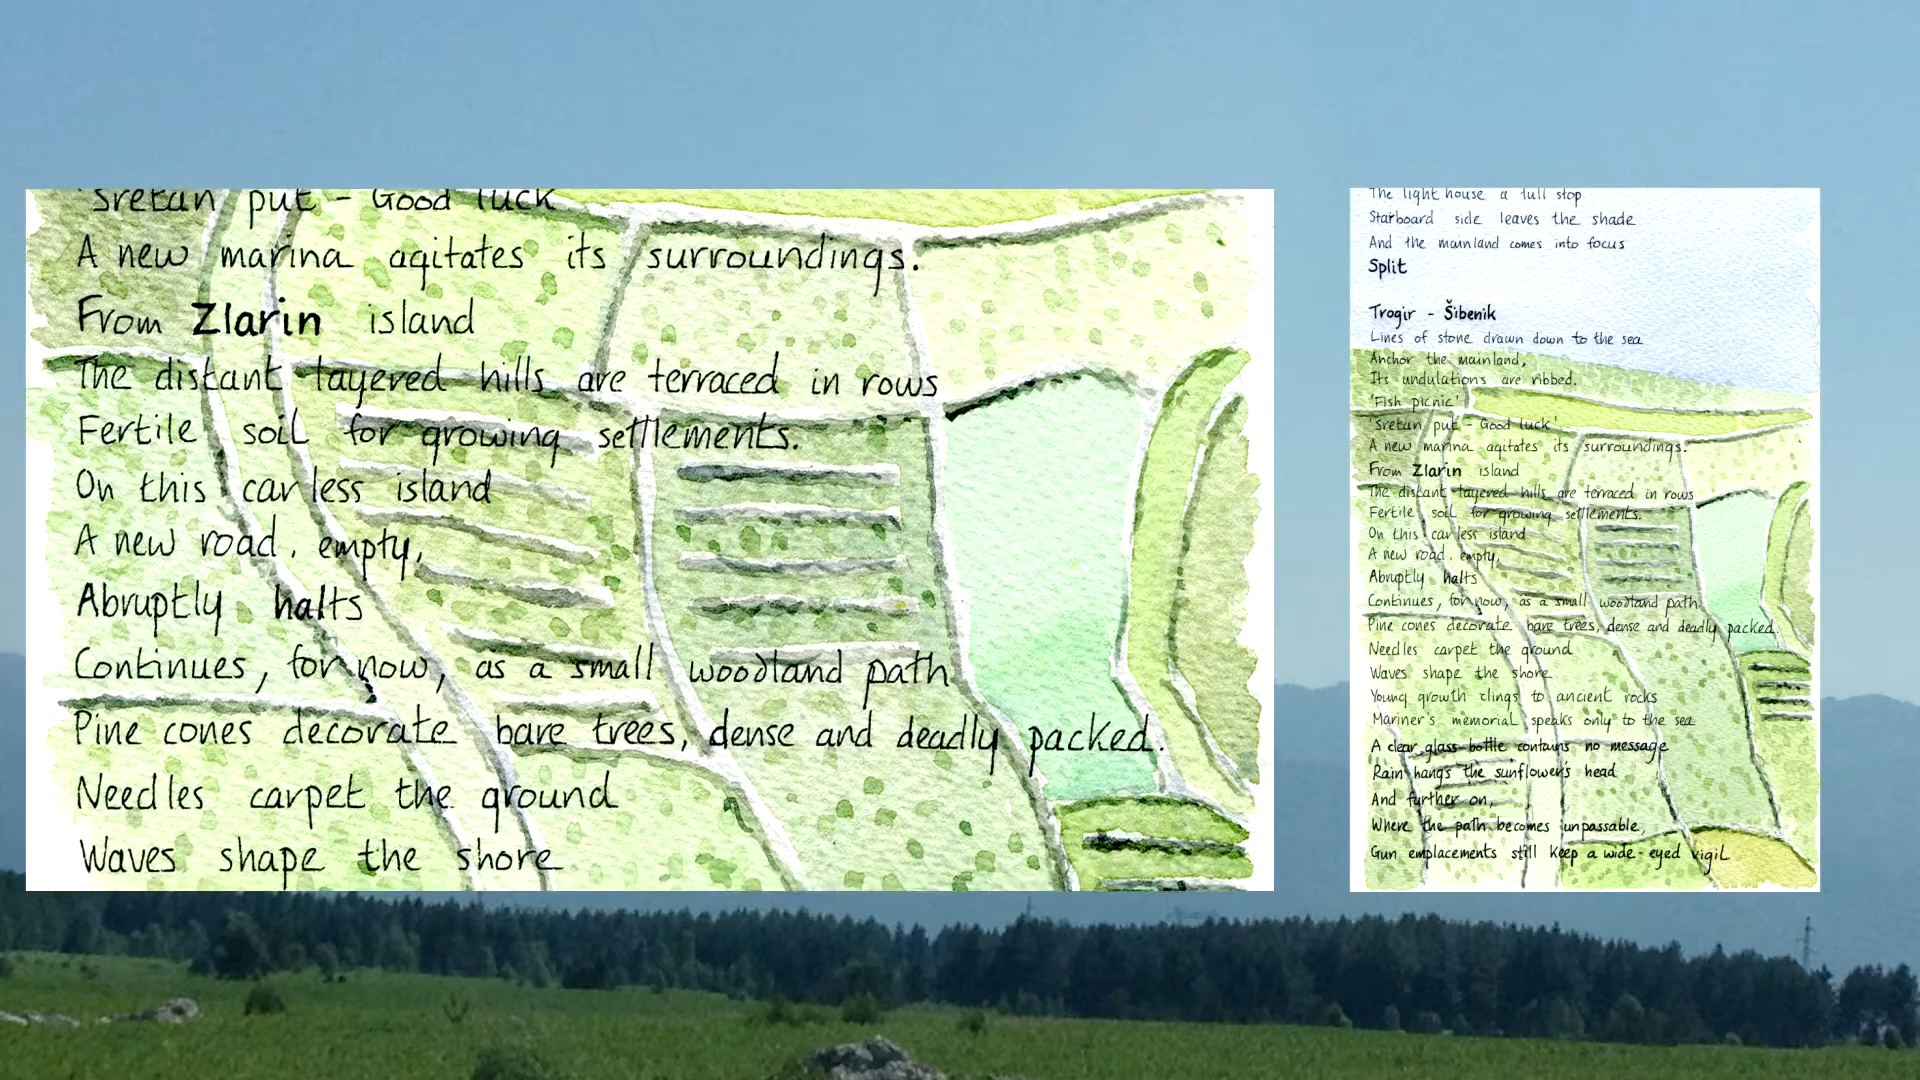 'Sretan put - Good luck
A new marina agitates its surroundings.
From Zlarin island
The distant layered hills are terraced in rows
Fertile soil for growing settlements.
On this car less island
A new road, empty,
Abruptly halts
Continues, for now, as a small woodland path
Pine cones decorate bare trees, dense and deadly packed.
Needles carpet the ground
Waves shape the shore
The light house a full stop
Starboard side leaves the shade
And the mainland comes into focus
Split
Trogir - Šibenik
Lines of stone drawn down to the sea
Anchor the mainland,
Its undulations are ribbed.
'Fish picnic'
'Sretan put - Good luck'
A new marina agitates its surroundings.
From Zlarin island
The distant layered hills are terraced in rows
Fertile soil for growing settlements.
On this car less island
A new road, empty,
Abruptly halts
Continues, for now, as a small woodland path
Pine cones decorate bare trees, dense and deadly packed.
Needles carpet the ground
Waves shape the shore
Young growth clings to ancient rocks
Mariner's memorial speaks only to the sea
A clear glass bottle contains no message
Rain hangs the sunflowers head
And further on,
Where the path becomes unpassable,
Gun emplacements still keep a wide-eyed vigil